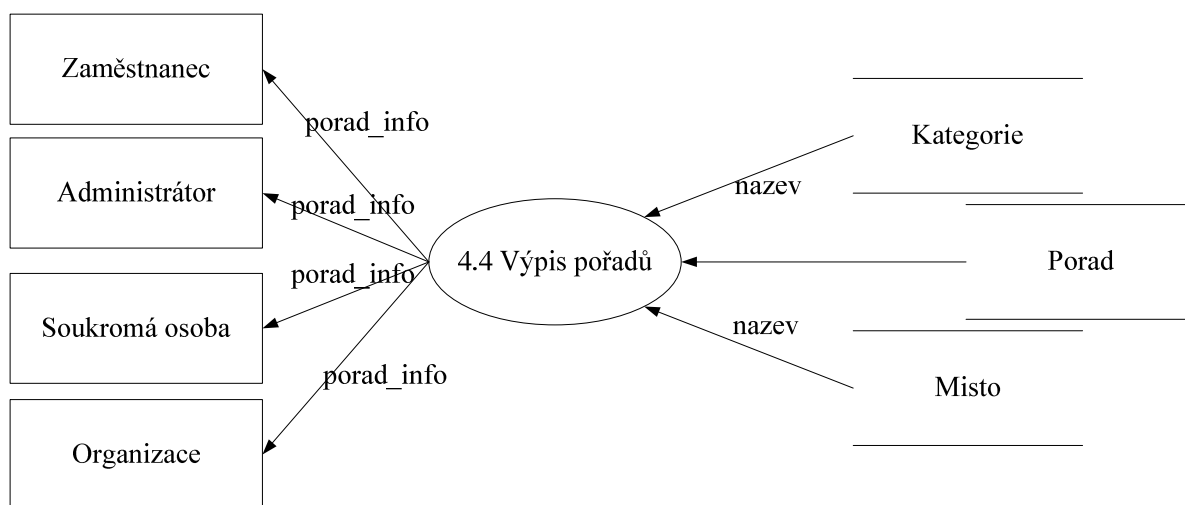 Zaměstnanec
porad_info
Kategorie
Administrátor
porad_info
nazev
4.4 Výpis pořadů
Porad
porad_info
Soukromá osoba
nazev
porad_info
Misto
Organizace